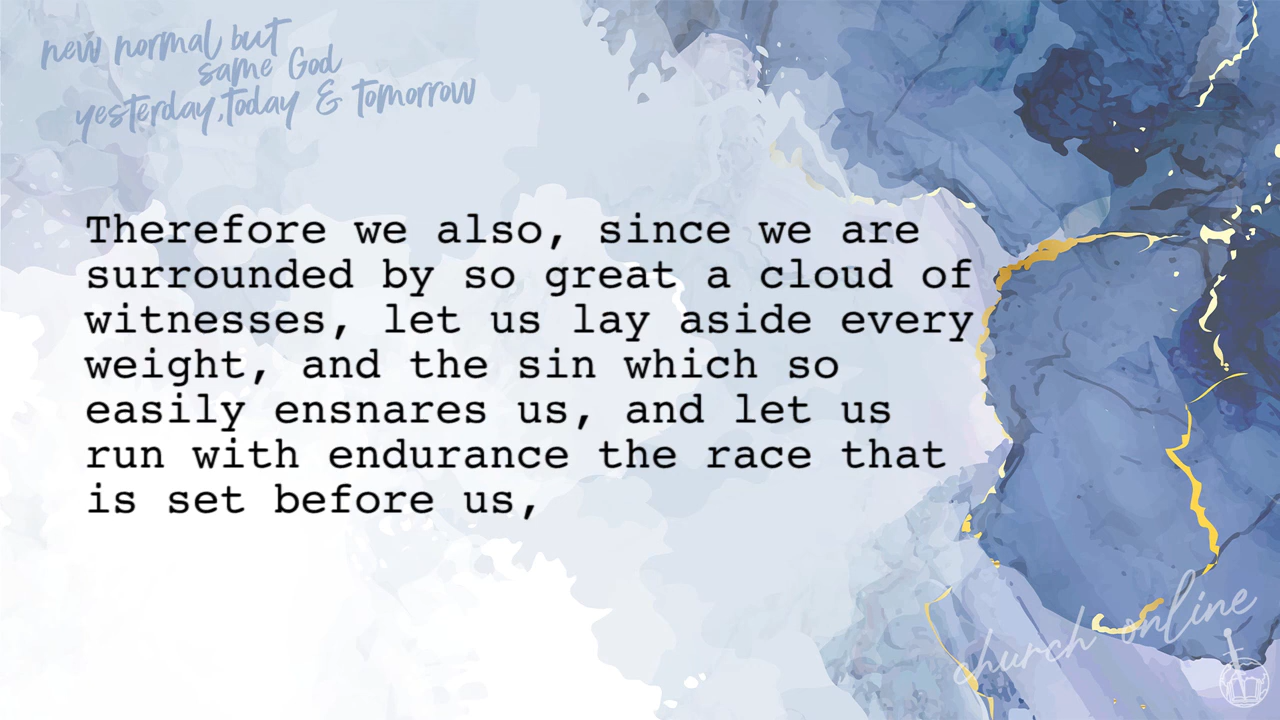 new normal but
same God
yesterday, today & tomorrow
Therefore we also, since we are
surrounded by so great a cloud of
witnesses, let us lay aside every
weight, and the sin which so
easily ensnares us, and let us
run with endurance the race that
is set before us,
church online